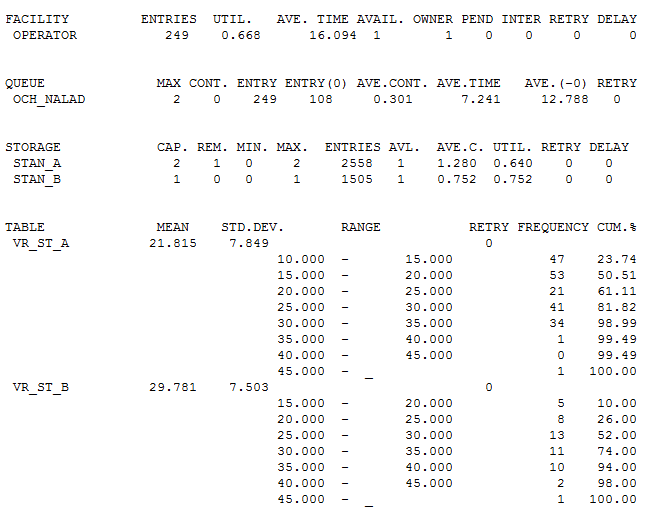 FACILITY ENTRIES UTIL. AVE. TIME AVAIL. OWNER PEND INTER RETRY DELAY
OPERATOR 249 0.668 16.094 1 1 0 0 0 0
QUEUE MAX CONT. ENTRY ENTRY(0) AVE.CONT. AVE.TIME AVE.(-0) RETRY
OCH_NALAD 2 0 249 108 0.301 7.241 12.788 0
STORAGE CAP. REM. MIN. MAX. ENTRIES AVL. AVE.C. UTIL. RETRY DELAY
STAN_A 2 1 0 2 2558 1 1.280 0.640 0 0
STAN_B 1 0 0 1 1505 1 0.752 0.752 0 0
TABLE MEAN STD.DEV. RANGE RETRY FREQUENCY CUM.%
VR_ST_A 21.815 7.849 0
10.000 - 15.000 47 23.74
15.000 - 20.000 53 50.51
20.000 - 25.000 21 61.11
25.000 - 30.000 41 81.82
30.000 - 35.000 34 98.99
35.000 - 40.000 1 99.49
40.000 - 45.000 0 99.49
45.000 - _ 1 100.00
VR_ST_B 29.781 7.503 0
15.000 - 20.000 5 10.00
20.000 - 25.000 8 26.00
25.000 - 30.000 13 52.00
30.000 - 35.000 11 74.00
35.000 - 40.000 10 94.00
40.000 - 45.000 2 98.00
45.000 - _ 1 100.00